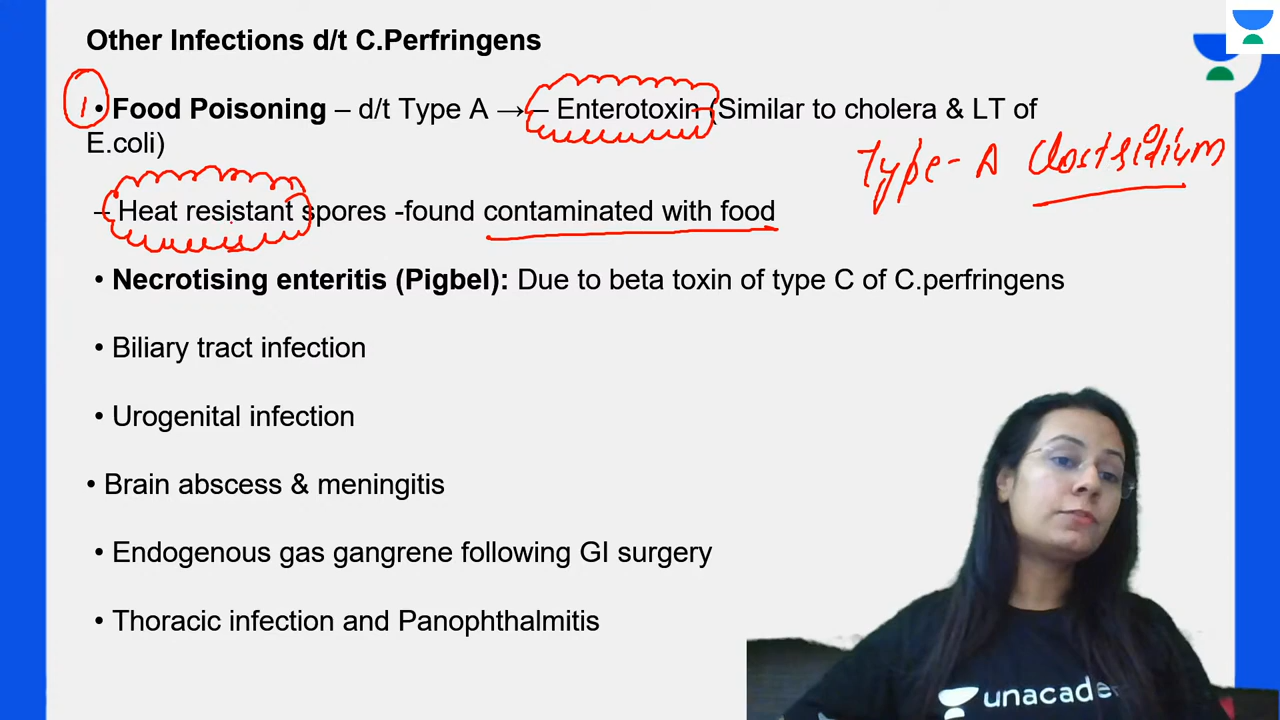 Other Infections d/t C.Perfringens
1
• Food Poisoning – d/t Type A → – Enterotoxin (Similar to cholera & LT of
E.coli)
Type - A Clostridium
– Heat resistant spores -found contaminated with food
• Necrotising enteritis (Pigbel): Due to beta toxin of type C of C.perfringens
• Biliary tract infection
• Urogenital infection
• Brain abscess & meningitis
• Endogenous gas gangrene following GI surgery
• Thoracic infection and Panophthalmitis
unacade